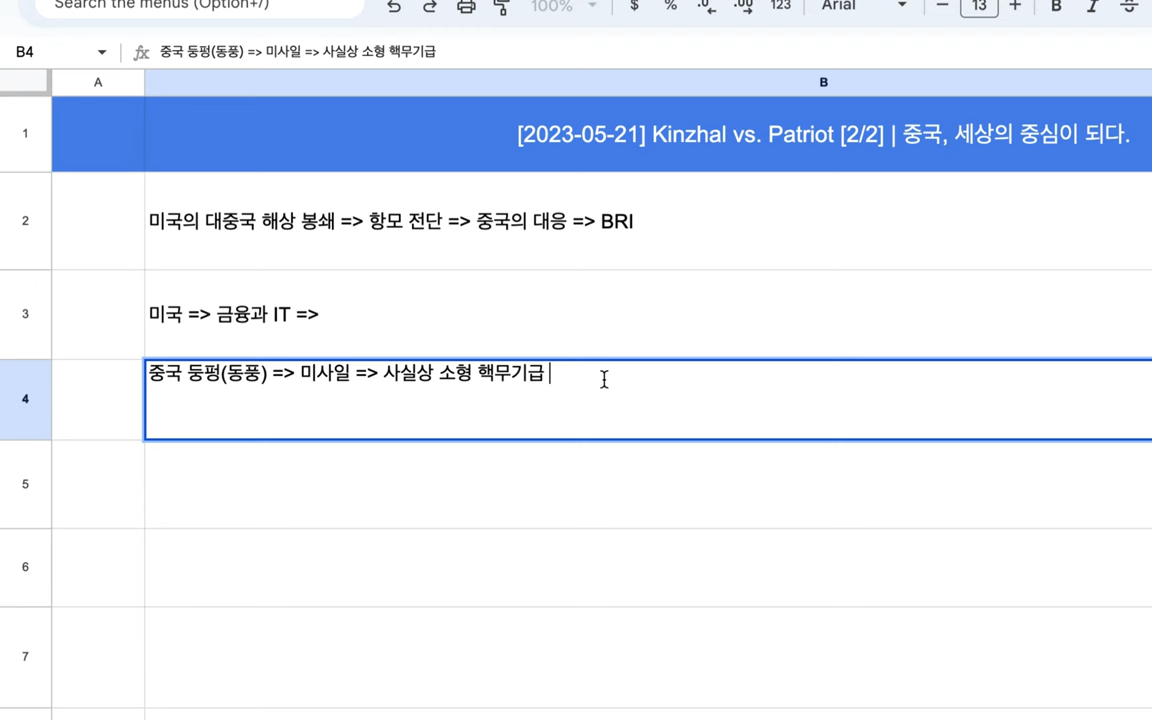 Search the menus (Option+/)
100%
$
%
.0
.00
123
Arial
13
B
I
B4
fx
중국 둥펑(동풍) => 미사일 => 사실상 소형 핵무기급
A
B
1
[2023-05-21] Kinzhal vs. Patriot [2/2] | 중국, 세상의 중심이 되다.
2
미국의 대중국 해상 봉쇄 => 항모 전단 => 중국의 대응 => BRI
3
미국 => 금융과 IT =>
4
중국 둥펑(동풍) => 미사일 => 사실상 소형 핵무기급
5
6
7